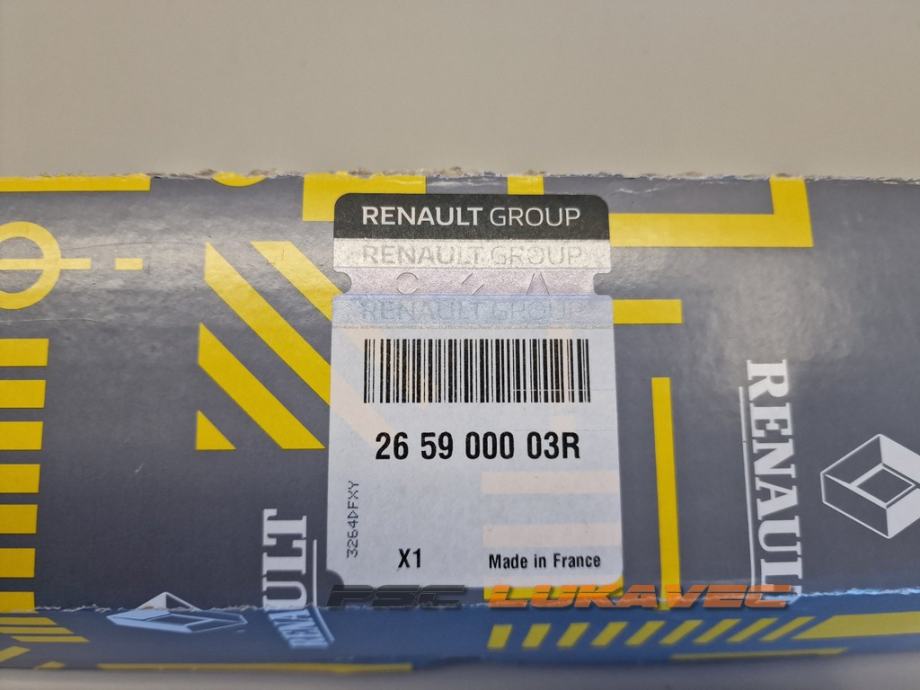 RENAULT GROUP
RENAULT GROUP
RENAULT GROUP
26 59 000 03R
3264DFXY
X1
Made in France
RENAULT
RENAULT
PSC LUKAVEC